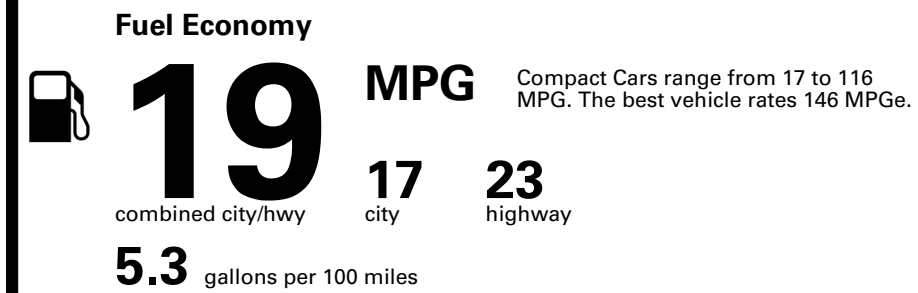 Fuel Economy
19 MPG
Compact Cars range from 17 to 116
MPG. The best vehicle rates 146 MPGe.
17 23
combined city/hwy city highway
5.3 gallons per 100 miles